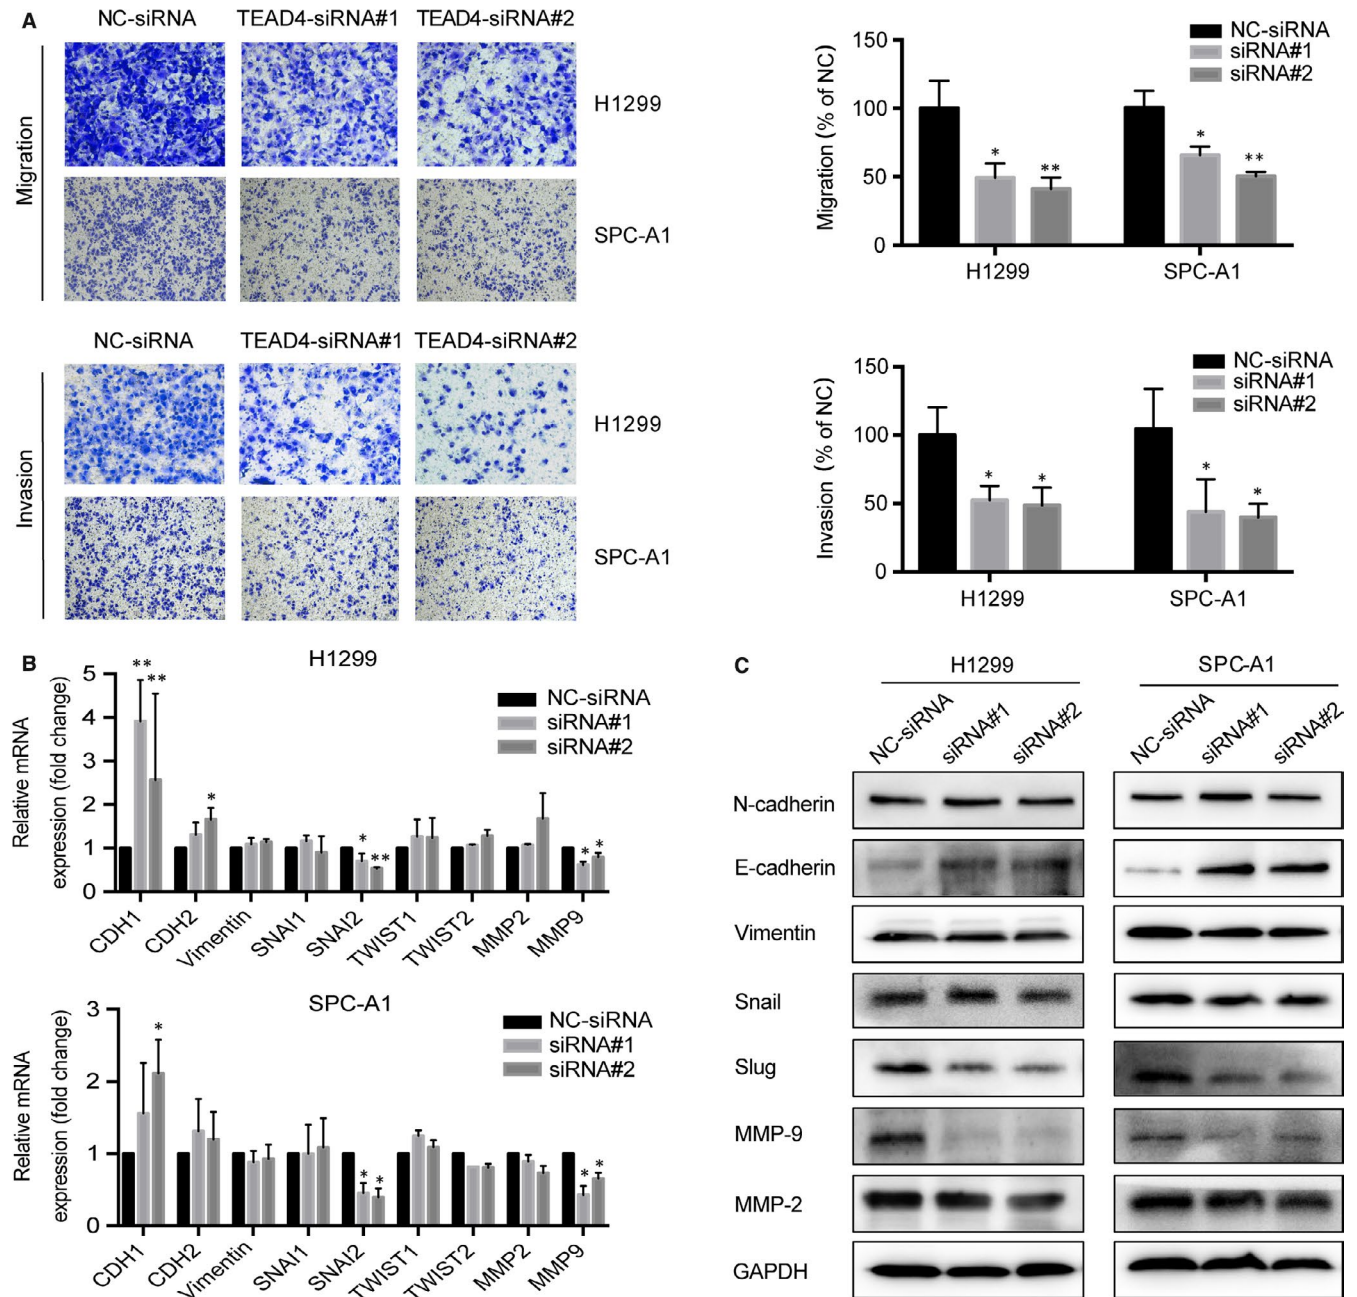 A
NC-siRNA TEAD4-siRNA#1 TEAD4-siRNA#2
Migration
H1299
SPC-A1
NC-siRNA TEAD4-siRNA#1 TEAD4-siRNA#2
Invasion
H1299
SPC-A1
Migration (% of NC)
150
100
50
0
NC-siRNA
siRNA#1
siRNA#2
* ** * **
H1299 SPC-A1
Invasion (% of NC)
150
100
50
0
NC-siRNA
siRNA#1
siRNA#2
* * * *
H1299 SPC-A1
B
H1299
Relative mRNA
expression (fold change)
5
4
3
2
1
0
NC-siRNA
siRNA#1
siRNA#2
** ** * * ** * *
CDH1 CDH2 Vimentin SNAI1 SNAI2 TWIST1 TWIST2 MMP2 MMP9
SPC-A1
Relative mRNA
expression (fold change)
3
2
1
0
NC-siRNA
siRNA#1
siRNA#2
* * * * *
CDH1 CDH2 Vimentin SNAI1 SNAI2 TWIST1 TWIST2 MMP2 MMP9
C
H1299 SPC-A1
NC-siRNA siRNA#1 siRNA#2 NC-siRNA siRNA#1 siRNA#2
N-cadherin
E-cadherin
Vimentin
Snail
Slug
MMP-9
MMP-2
GAPDH